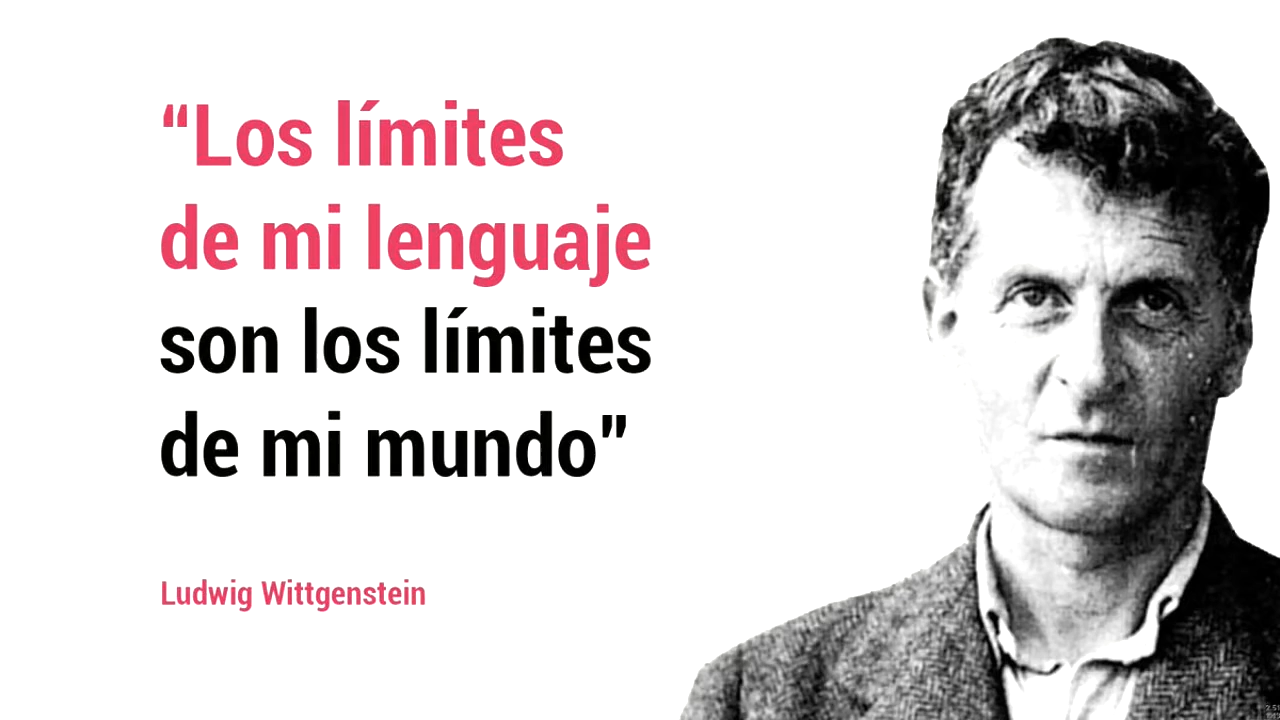 “Los límites
de mi lenguaje
son los límites
de mi mundo”
Ludwig Wittgenstein